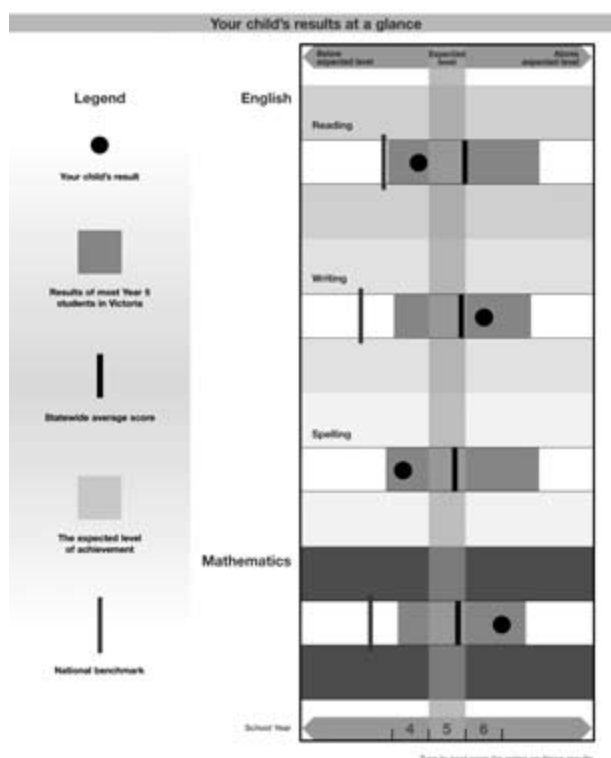 Your child's results at a glance
Below expected level
Expected level
Above expected level
Legend
English
Reading
Your child's result
Writing
Results of most Year 5
students in Victoria
Statewide average score
Spelling
The expected level
of achievement
Mathematics
National benchmark
School Year
4 5 6